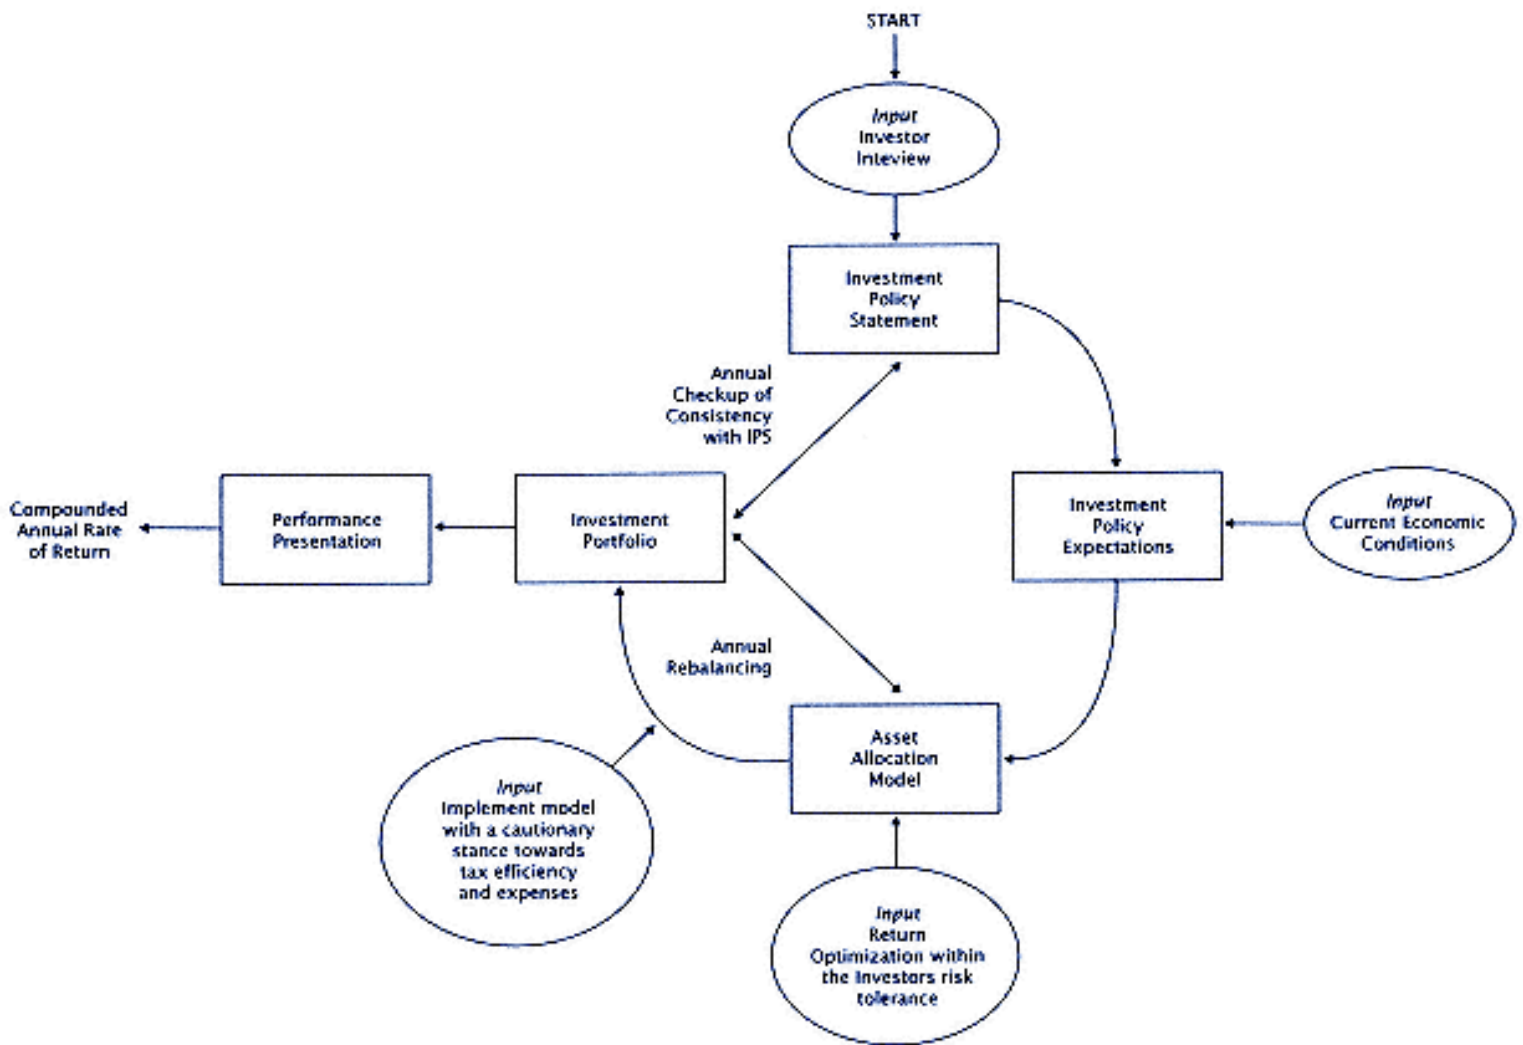 START
Input
Investor
Inteview
Investment
Policy
Statement
Annual
Checkup of
Consistency
with IPS
Compounded
Annual Rate
of Return
Performance
Presentation
Investment
Portfolio
Investment
Policy
Expectations
Input
Current Economic
Conditions
Annual
Rebalancing
Asset
Allocation
Model
Input
Implement model
with a cautionary
stance towards
tax efficiency
and expenses
Input
Return
Optimization within
the Investors risk
tolerance